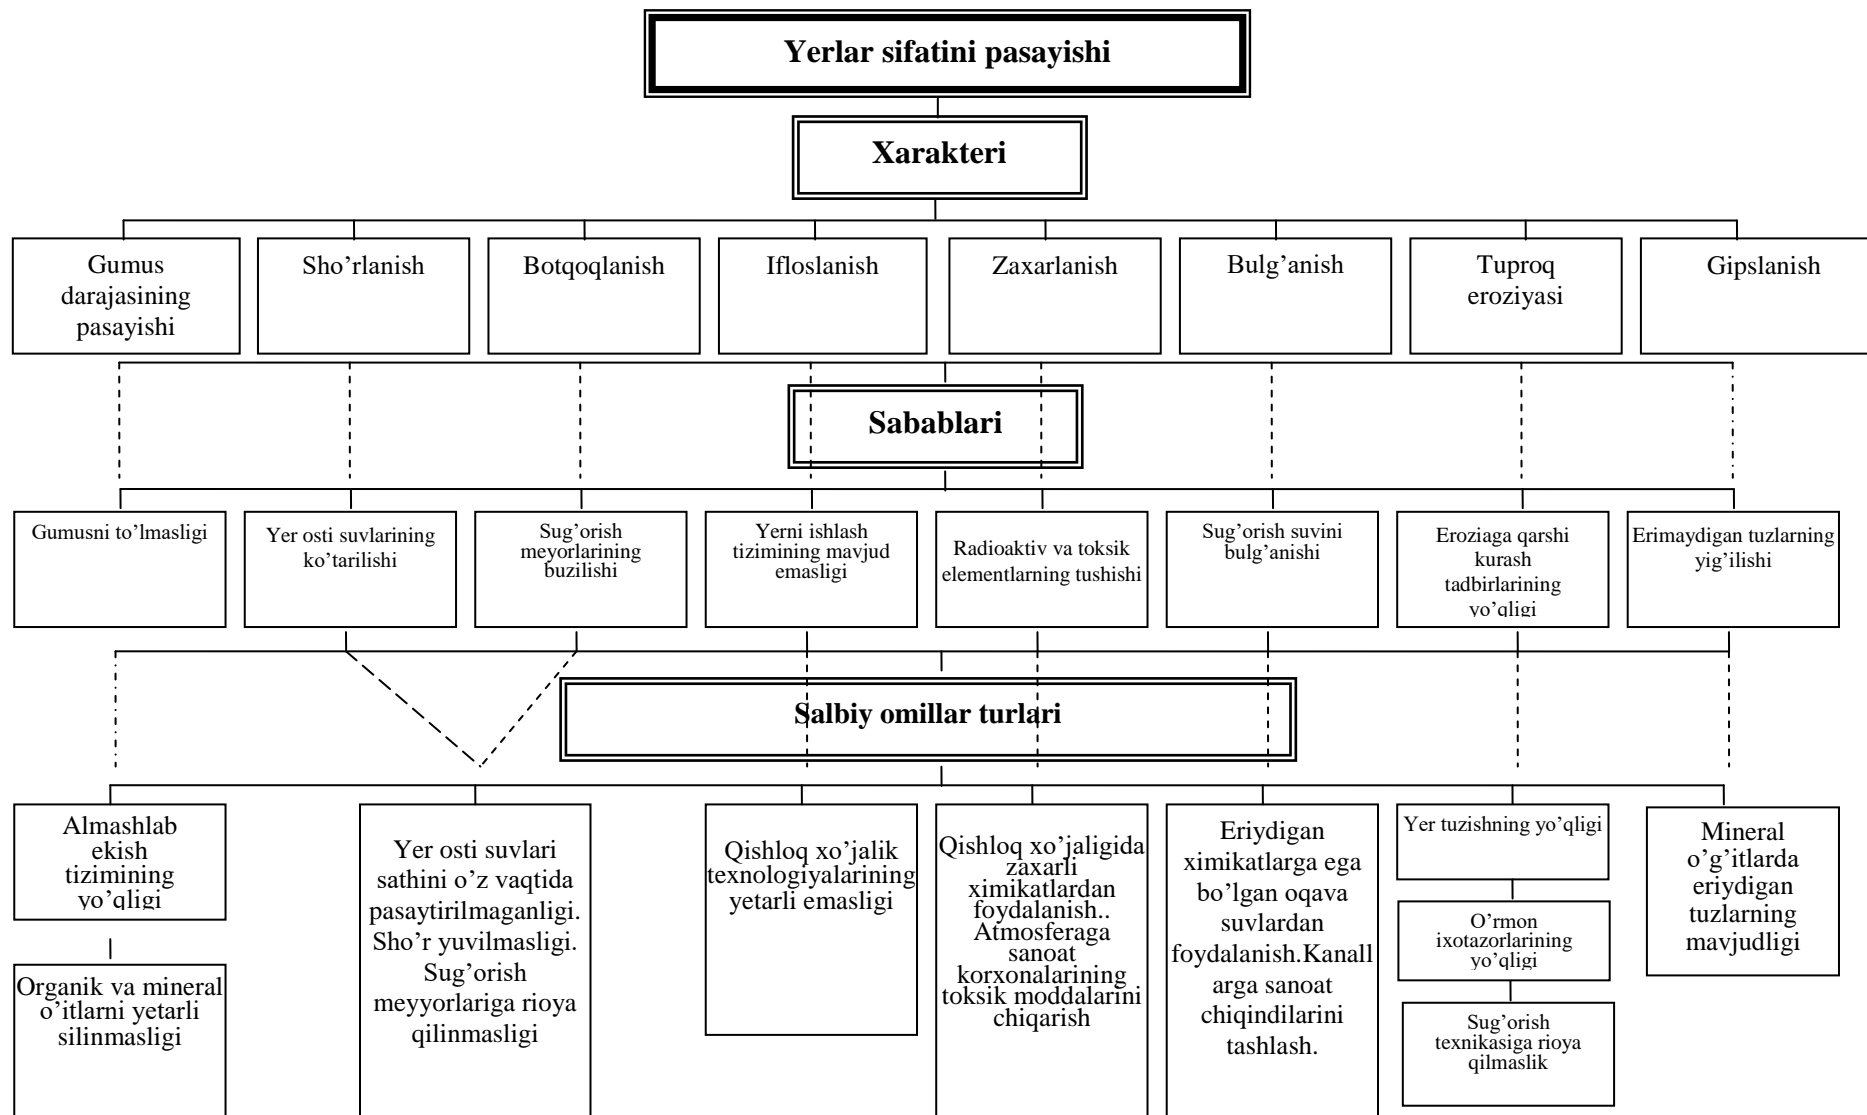 Yerlar sifatini pasayishi
Xarakteri
Gumus
darajasining
pasayishi
Sho’rlanish
Botqoqlanish
Ifloslanish
Zaxarlanish
Bulg’anish
Tuproq
eroziyasi
Gipslanish
Sabablari
Gumusni to’lmasligi
Yer osti suvlarining
ko’tarilishi
Sug’orish
meyorlarining
buzilishi
Yerni ishlash
tizimining mavjud
emasligi
Radioaktiv va toksik
elementlarning tushishi
Sug’orish suvini
bulg’anishi
Eroziaga qarshi
kurash
tadbirlarining
yo’qligi
Erimaydigan tuzlarning
yig’ilishi
Salbiy omillar turlari
Almashlab
ekish
tizimining
yo’qligi
Organik va mineral
o’itlarni yetarli
silinmasligi
Yer osti suvlari
sathini o’z vaqtida
pasaytirilmaganligi.
Sho’r yuvilmasligi.
Sug’orish
meyyorlariga rioya
qilinmasligi
Qishloq xo’jalik
texnologiyalarining
yetarli emasligi
Qishloq xo’jaligida
zaxarli
ximikatlardan
foydalanish..
Atmosferaga
sanoat
korxonalarining
toksik moddalarini
chiqarish
Eriydigan
ximikatlarga ega
bo’lgan oqava
suvlardan
foydalanish.Kanall
arga sanoat
chiqindilarini
tashlash.
Yer tuzishning yo’qligi
O’rmon
ixotazorlarining
yo’qligi
Sug’orish
texnikasiga rioya
qilmaslik
Mineral
o’g’itlarda
eriydigan
tuzlarning
mavjudligi